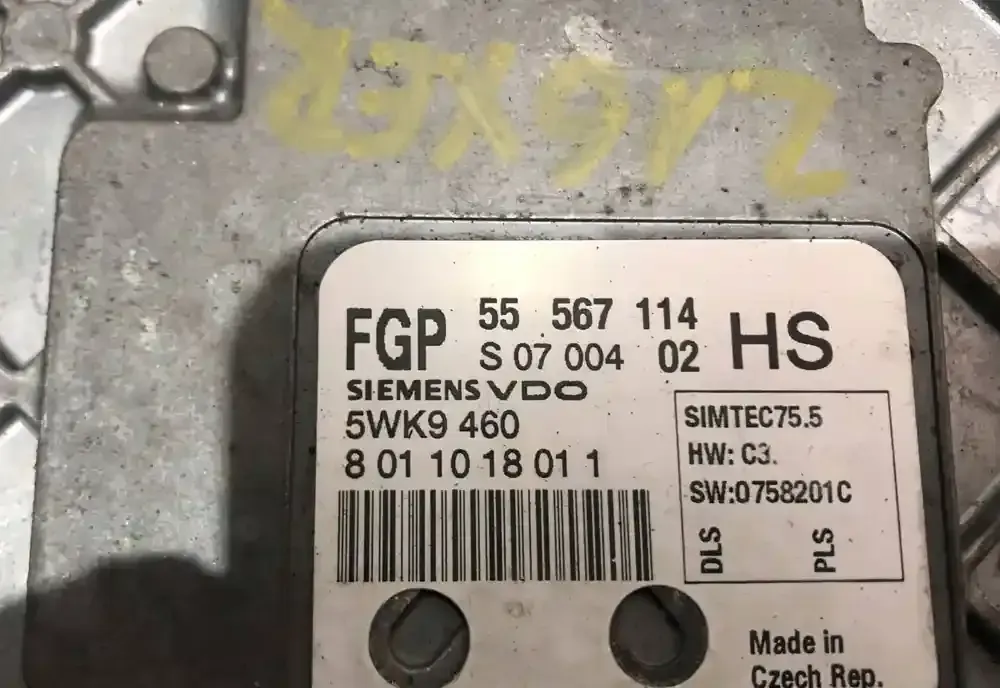 Z16XER
FGP 55 567 114 HS
S 07 004 02
SIEMENS VDO
5WK9 460
8 01 10 18 01 1
SIMTEC75.5
HW: C3.
SW:0758201C
DLS PLS
Made in
Czech Rep.